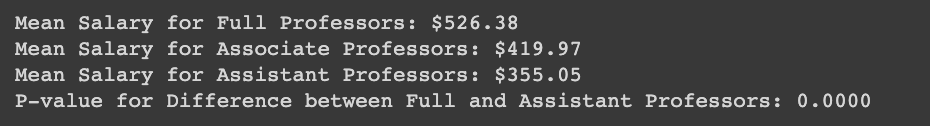 Mean Salary for Full Professors: $526.38
Mean Salary for Associate Professors: $419.97
Mean Salary for Assistant Professors: $355.05
P-value for Difference between Full and Assistant Professors: 0.0000